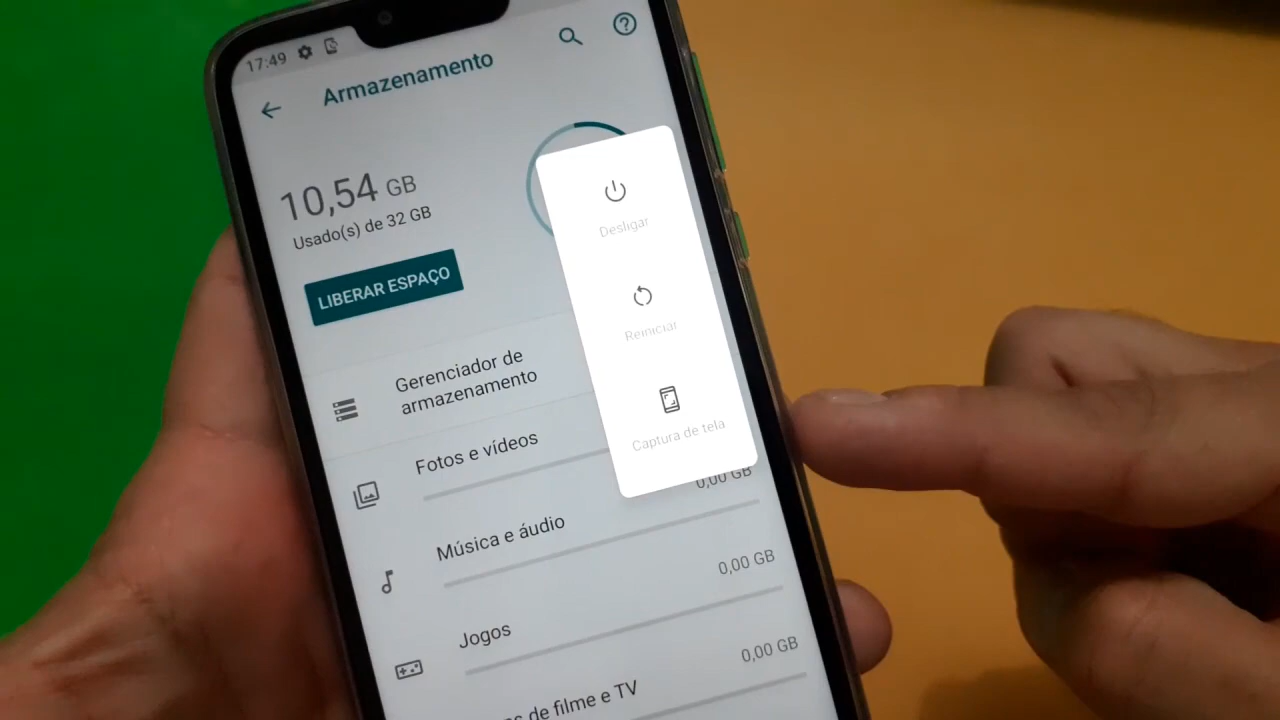 17:49
Armazenamento
10,54 GB
Usado(s) de 32 GB
LIBERAR ESPAÇO
Desligar
Reiniciar
Captura de tela
Gerenciador de
armazenamento
Fotos e vídeos
0,00 GB
Música e áudio
0,00 GB
Jogos
0,00 GB
de filme e TV